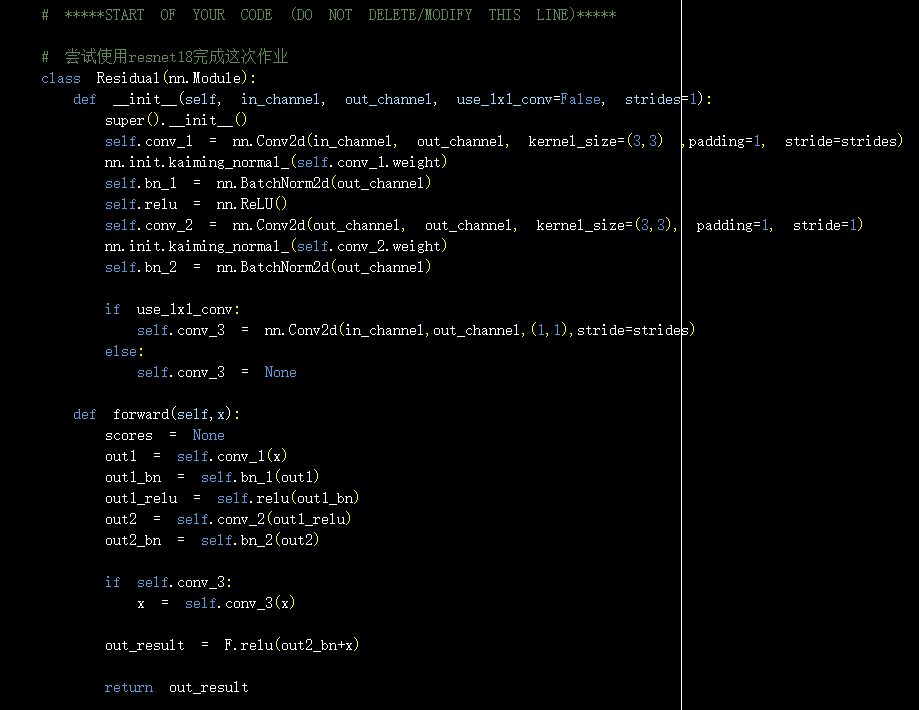 # *****START OF YOUR CODE (DO NOT DELETE/MODIFY THIS LINE)*****
# 尝试使用resnet18完成这次作业
class Residual(nn.Module):
def __init__(self, in_channel, out_channel, use_1x1_conv=False, strides=1):
super().__init__()
self.conv_1 = nn.Conv2d(in_channel, out_channel, kernel_size=(3,3) ,padding=1, stride=strides)
nn.init.kaiming_normal_(self.conv_1.weight)
self.bn_1 = nn.BatchNorm2d(out_channel)
self.relu = nn.ReLU()
self.conv_2 = nn.Conv2d(out_channel, out_channel, kernel_size=(3,3), padding=1, stride=1)
nn.init.kaiming_normal_(self.conv_2.weight)
self.bn_2 = nn.BatchNorm2d(out_channel)
if use_1x1_conv:
self.conv_3 = nn.Conv2d(in_channel,out_channel,(1,1),stride=strides)
else:
self.conv_3 = None
def forward(self,x):
scores = None
out1 = self.conv_1(x)
out1_bn = self.bn_1(out1)
out1_relu = self.relu(out1_bn)
out2 = self.conv_2(out1_relu)
out2_bn = self.bn_2(out2)
if self.conv_3:
x = self.conv_3(x)
out_result = F.relu(out2_bn+x)
return out_result